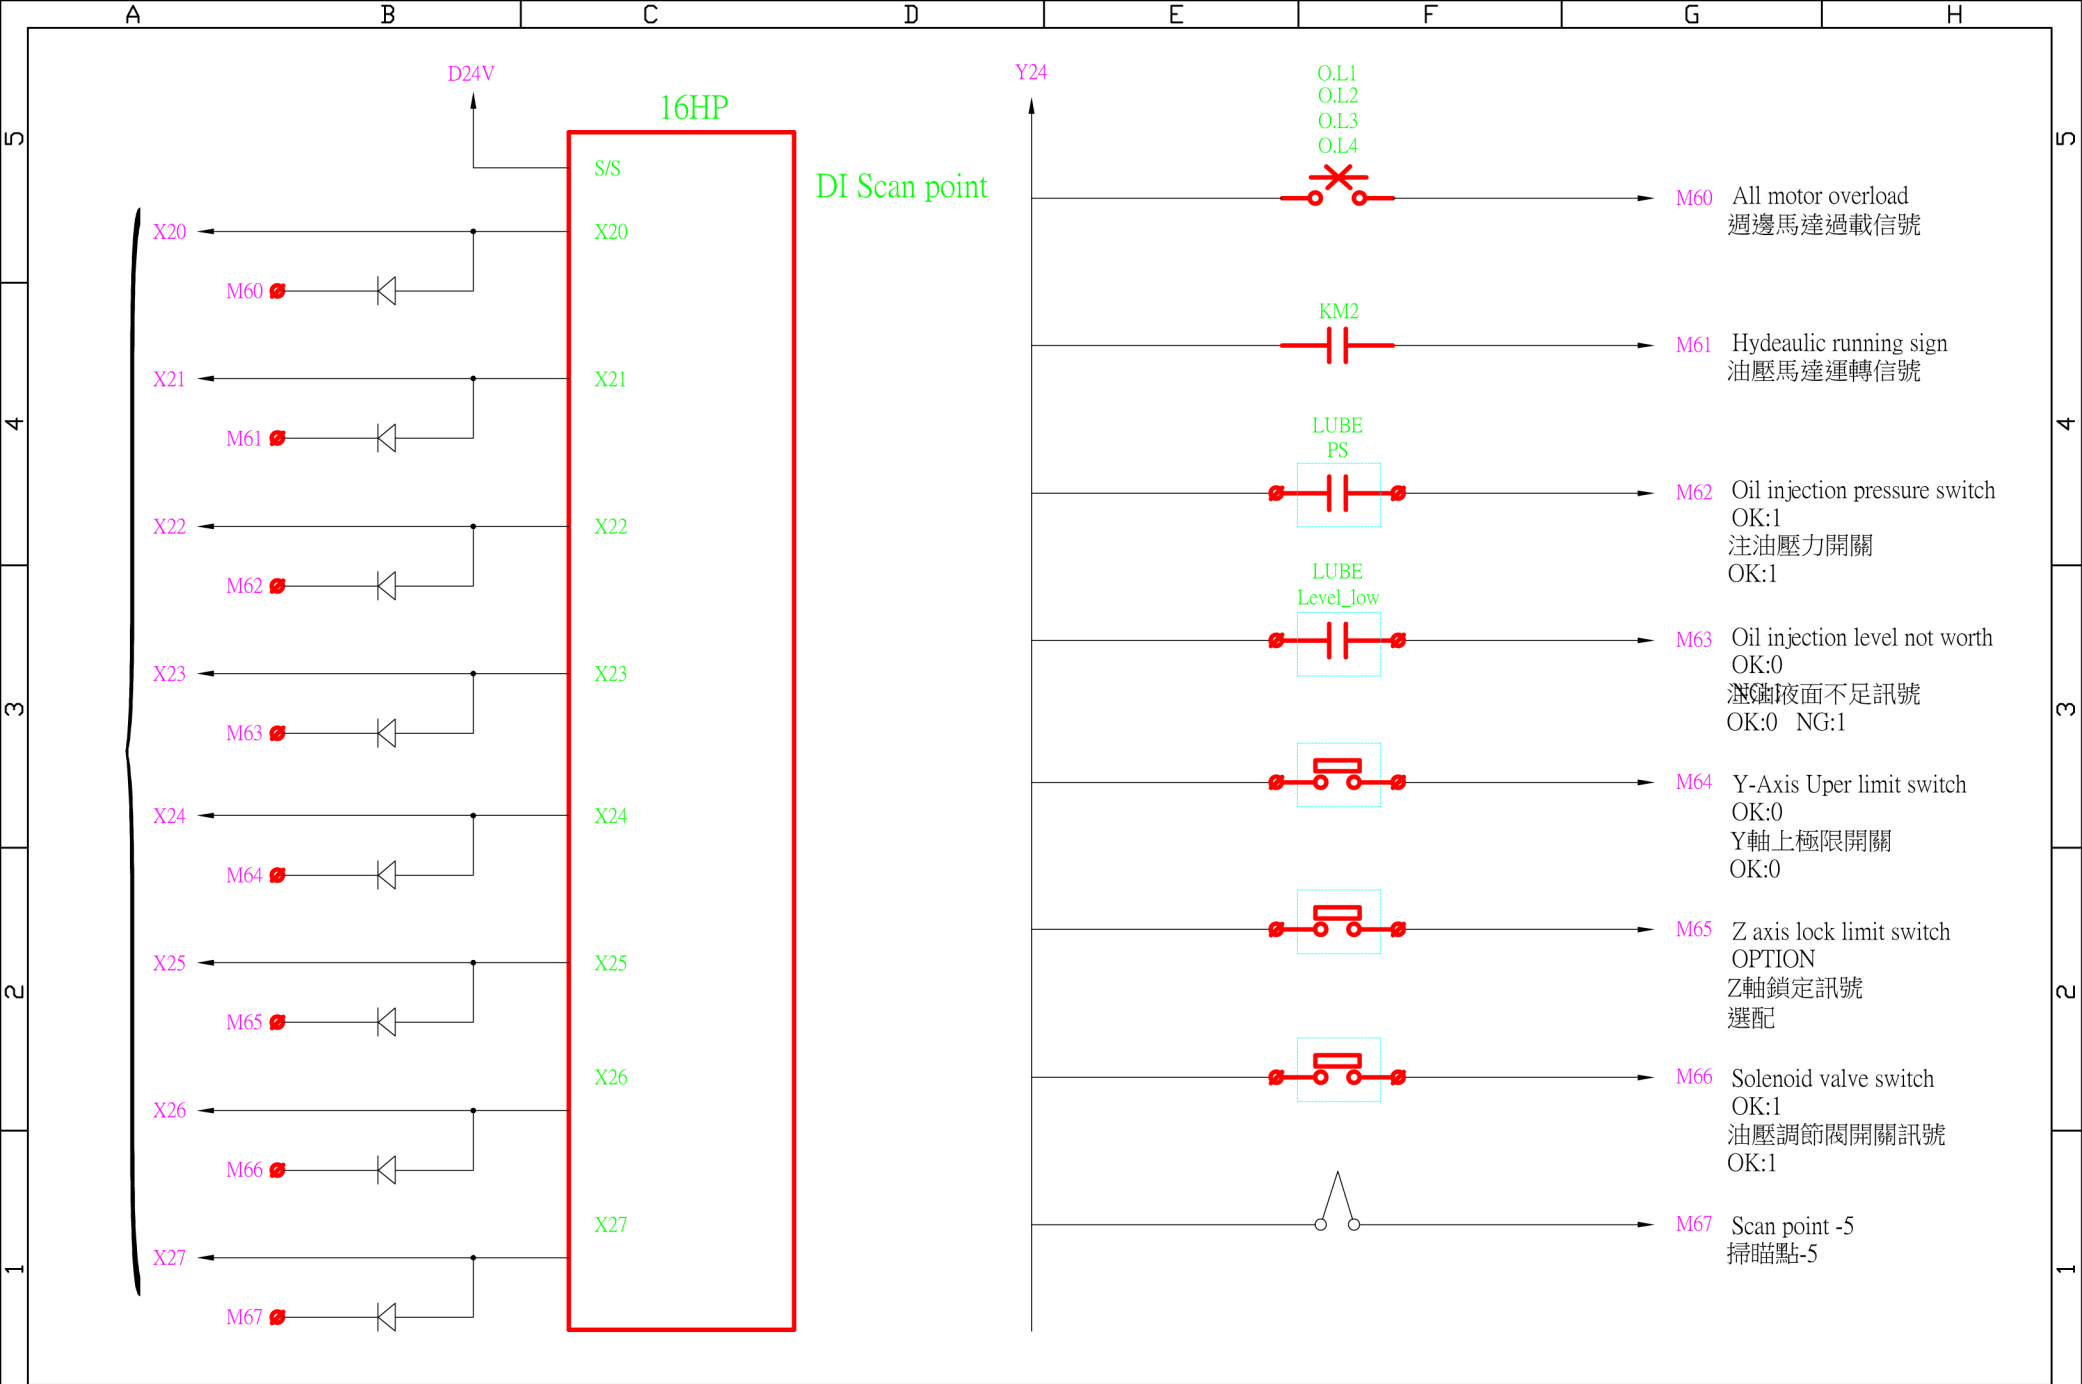 A B C D E F G H
5
4
3
2
1
D24V
16HP
S/S
DI Scan point
X20 X20
M60
X21 X21
M61
X22 X22
M62
X23 X23
M63
X24 X24
M64
X25 X25
M65
X26
X26
M66
X27
X27
M67
Y24
O.L1
O.L2
O.L3
O.L4
M60 All motor overload
週邊馬達過載信號
KM2
M61 Hydeaulic running sign
油壓馬達運轉信號
LUBE
PS
M62 Oil injection pressure switch
OK:1
注油壓力開關
OK:1
LUBE
Level_low
M63 Oil injection level not worth
OK:0
NG:1
注油液面不足訊號
OK:0 NG:1
M64 Y-Axis Uper limit switch
OK:0
Y軸上極限開關
OK:0
M65 Z axis lock limit switch
OPTION
Z軸鎖定訊號
選配
M66 Solenoid valve switch
OK:1
油壓調節閥開關訊號
OK:1
M67 Scan point -5
掃瞄點-5
5
4
3
2
1